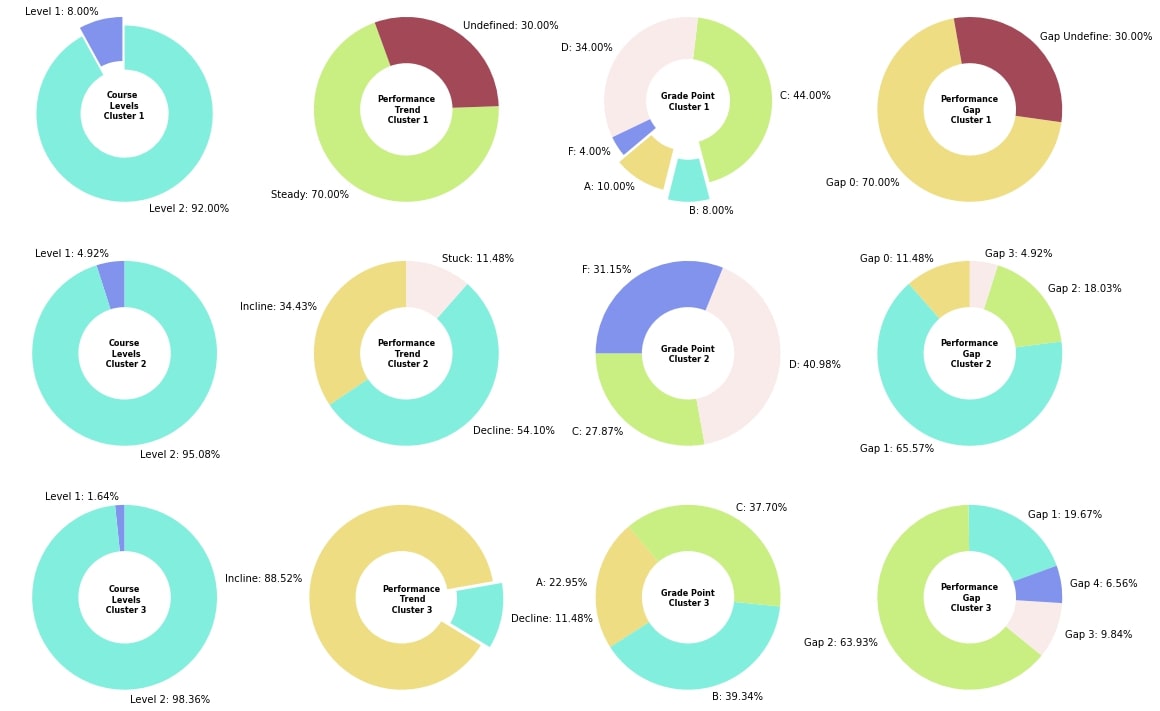 Level 1: 8.00%
Course
Levels
Cluster 1
Level 2: 92.00%
Undefined: 30.00%
Performance
Trend
Cluster 1
Steady: 70.00%
D: 34.00%
Grade Point
Cluster 1
C: 44.00%
F: 4.00%
A: 10.00%
B: 8.00%
Gap Undefine: 30.00%
Performance
Gap
Cluster 1
Gap 0: 70.00%
Level 1: 4.92%
Course
Levels
Cluster 2
Level 2: 95.08%
Stuck: 11.48%
Incline: 34.43%
Performance
Trend
Cluster 2
Decline: 54.10%
F: 31.15%
Grade Point
Cluster 2
D: 40.98%
C: 27.87%
Gap 0: 11.48%
Gap 3: 4.92%
Gap 2: 18.03%
Performance
Gap
Cluster 2
Gap 1: 65.57%
Level 1: 1.64%
Course
Levels
Cluster 3
Level 2: 98.36%
Incline: 88.52%
Performance
Trend
Cluster 3
Decline: 11.48%
C: 37.70%
A: 22.95%
Grade Point
Cluster 3
B: 39.34%
Gap 1: 19.67%
Gap 4: 6.56%
Performance
Gap
Cluster 3
Gap 3: 9.84%
Gap 2: 63.93%